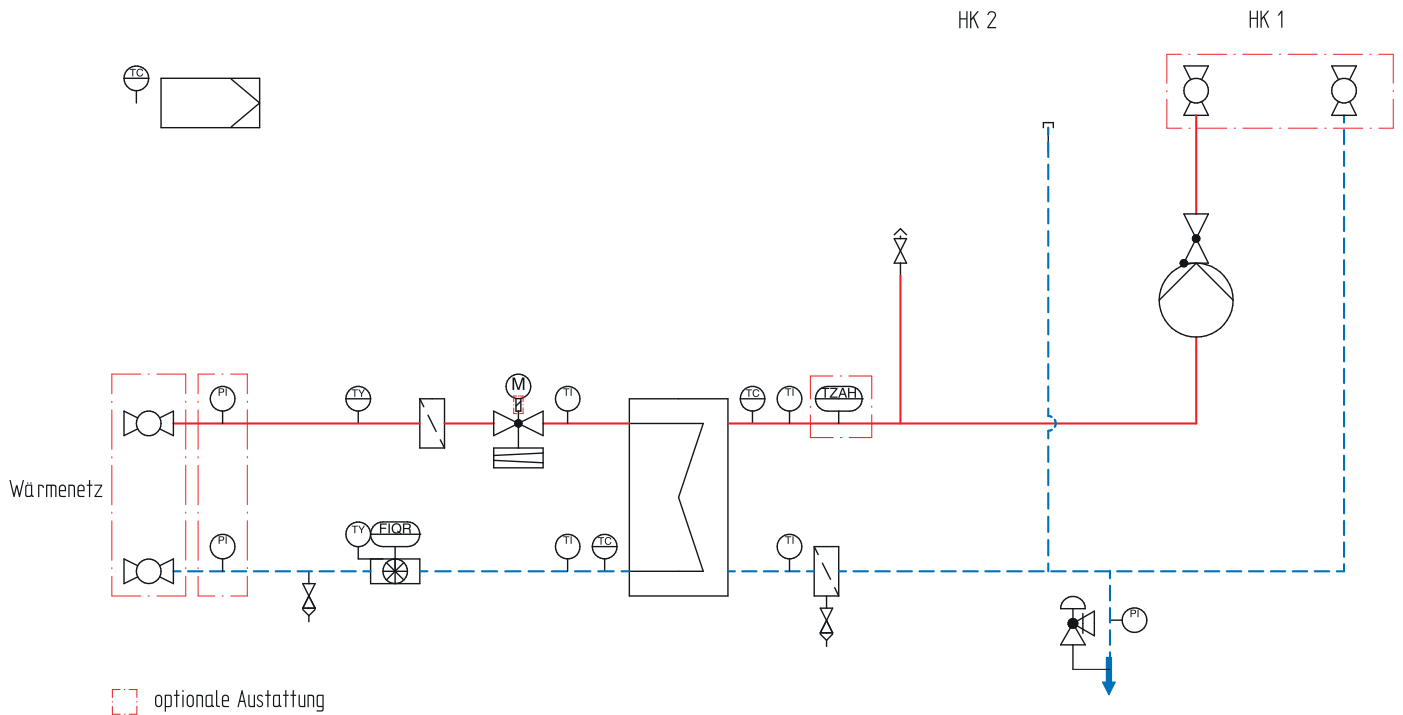 HK 2
HK 1
TC
PI
TY
M
TI
TC
TI
TZAH
Wärmenetz
PI
TY
FIQR
TI
TC
TI
PI
optionale Austattung